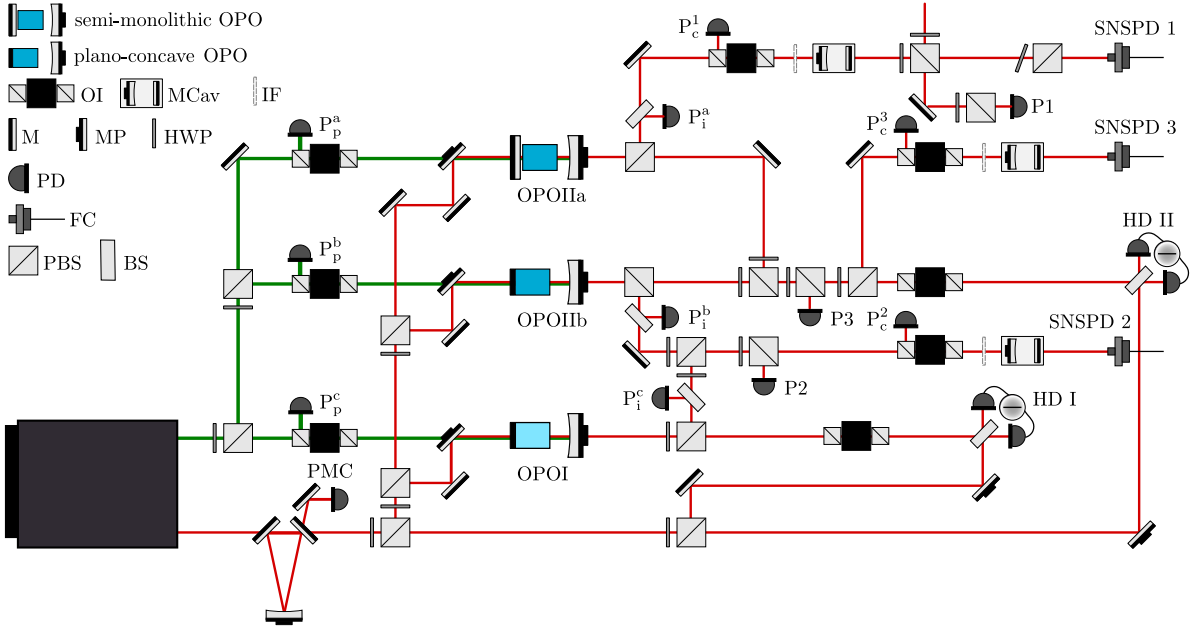 semi-monolithic OPO
plano-concave OPO
OI
MCav
IF
M
MP
HWP
PD
FC
PBS
BS
P_c^1
SNSPD 1
P_i^a
P1
P_p^a
P_c^3
SNSPD 3
OPOIIa
HD II
P_p^b
OPOIIb
P_i^b
P3
P_c^2
SNSPD 2
P2
P_i^c
P_p^c
HD I
OPOI
PMC